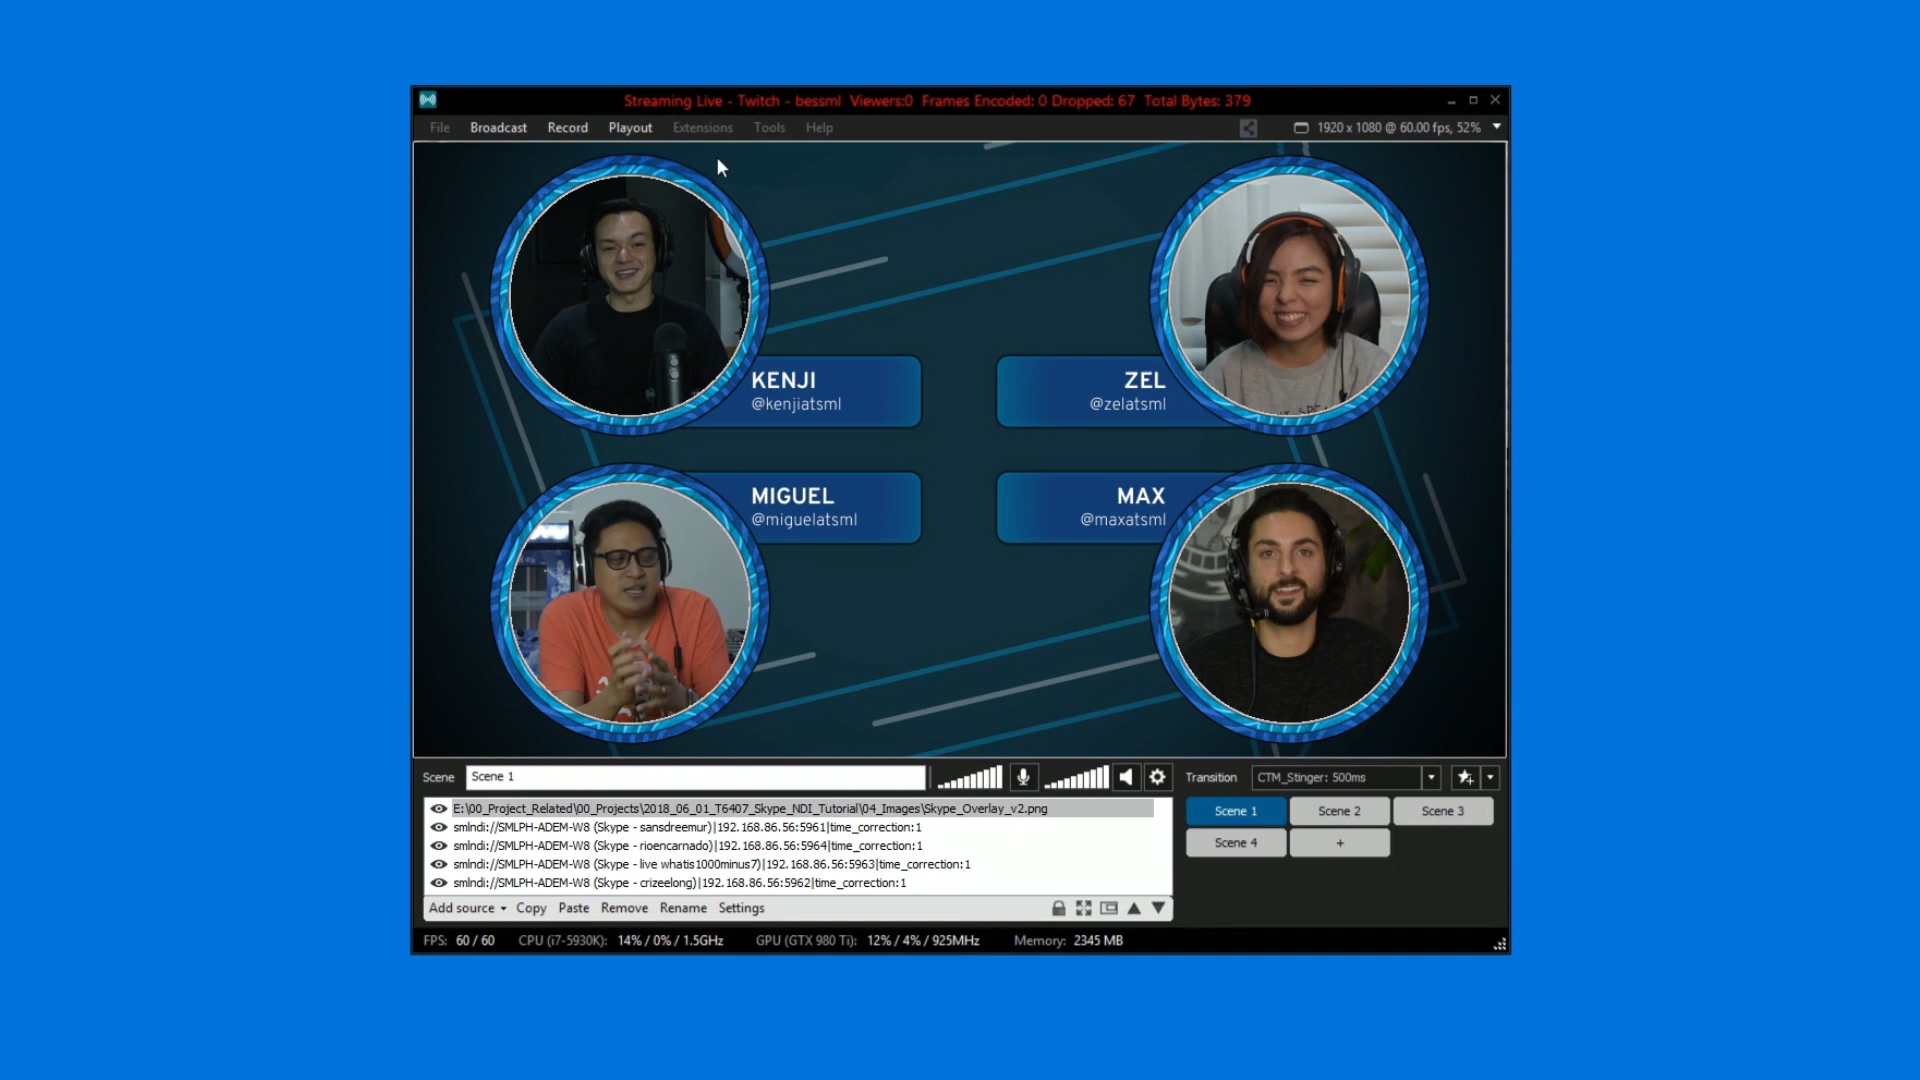 Streaming Live - Twitch - bessml Viewers:0 Frames Encoded: 0 Dropped: 67 Total Bytes: 379
File Broadcast Record Playout Extensions Tools Help 1920 x 1080 @ 60.00 fps, 52%
KENJI
@kenjiatsml
ZEL
@zelatsml
MIGUEL
@miguelatsml
MAX
@maxatsml
Scene Scene 1 Transition CTM_Stinger: 500ms
E:\00_Project_Related\00_Projects\2018_06_01_T6407_Skype_NDI_Tutorial\04_Images\Skype_Overlay_v2.png
smlndi://SMLPH-ADEM-W8 (Skype - sansdreemur)|192.168.86.56:5961|time_correction:1
smlndi://SMLPH-ADEM-W8 (Skype - rioencarnado)|192.168.86.56:5964|time_correction:1
smlndi://SMLPH-ADEM-W8 (Skype - live whatis1000minus7)|192.168.86.56:5963|time_correction:1
smlndi://SMLPH-ADEM-W8 (Skype - crizeelong)|192.168.86.56:5962|time_correction:1
Scene 1 Scene 2 Scene 3
Scene 4 +
Add source Copy Paste Remove Rename Settings
FPS: 60 / 60 CPU (i7-5930K): 14% / 0% / 1.5GHz GPU (GTX 980 Ti): 12% / 4% / 925MHz Memory: 2345 MB